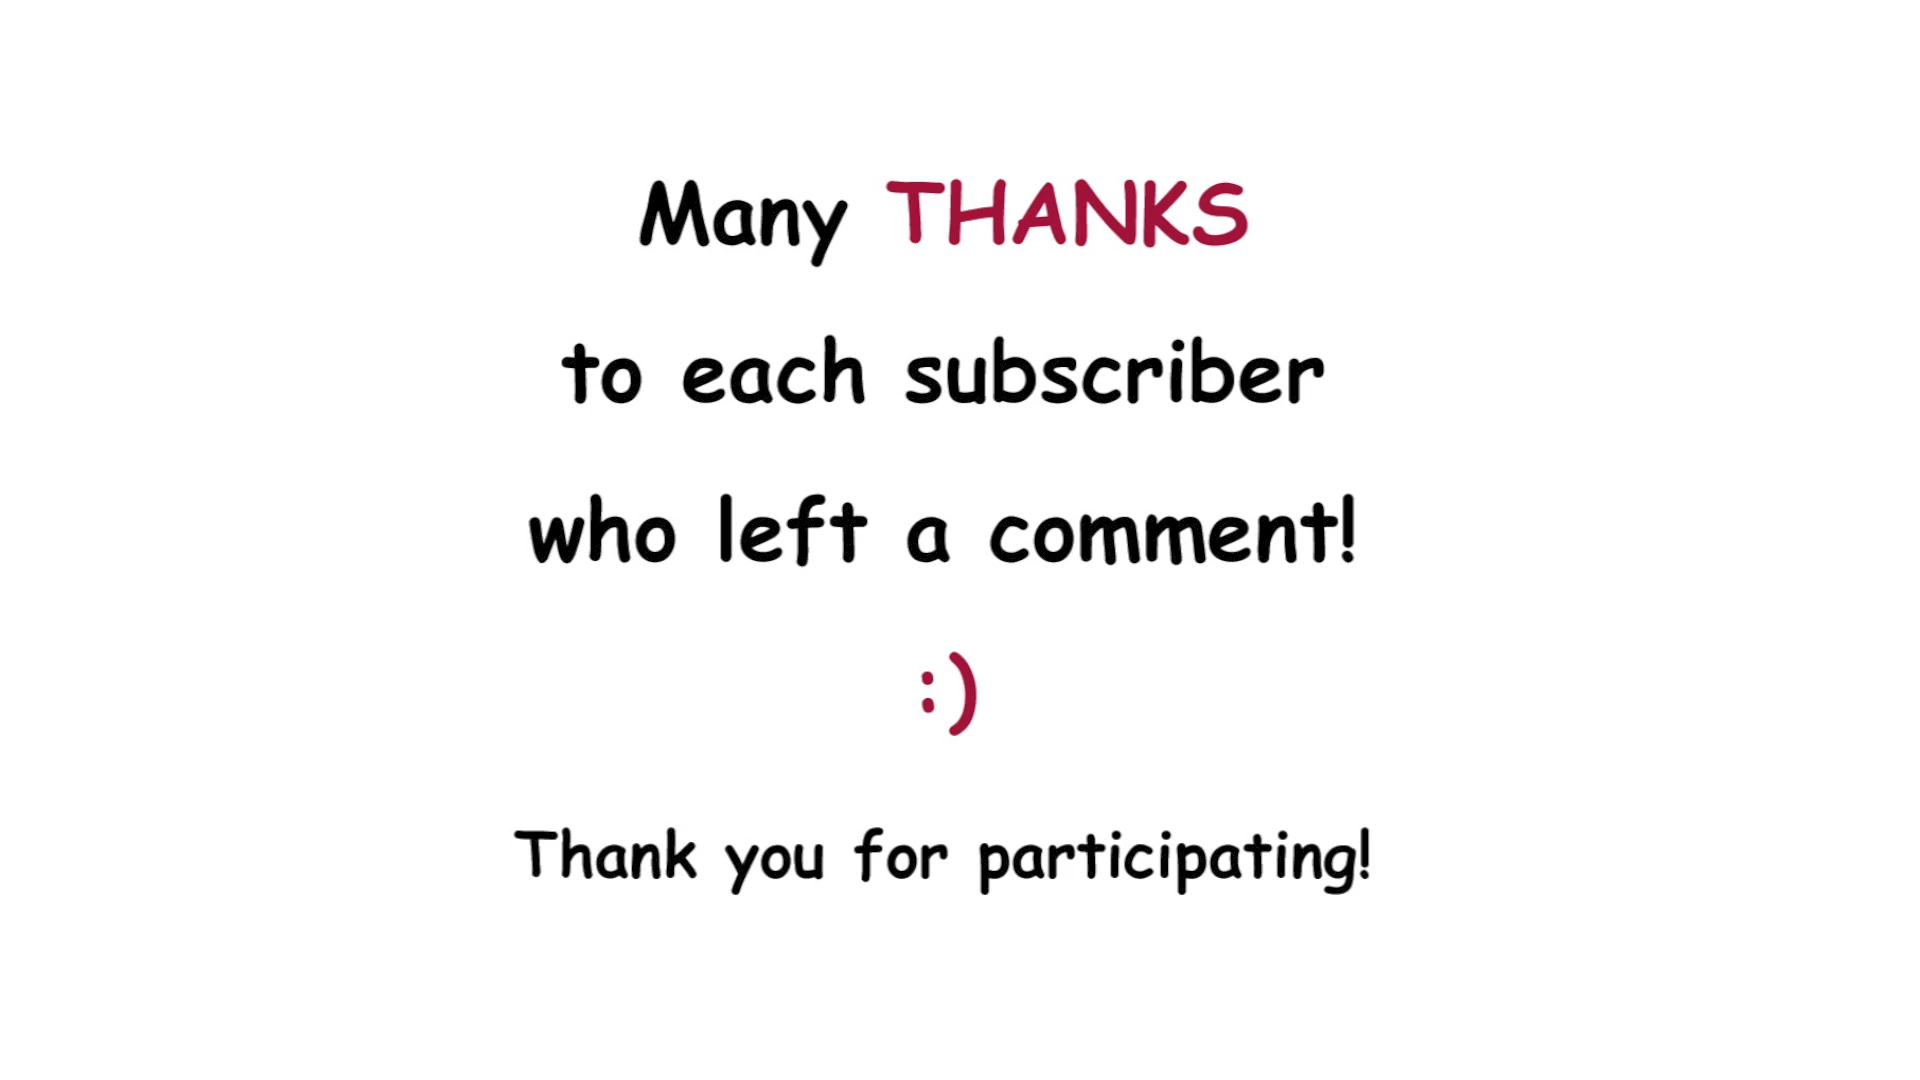 Many THANKS
to each subscriber
who left a comment!
:)
Thank you for participating!